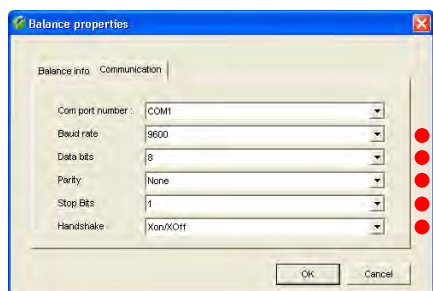 Balance properties
Balance info Communication
Com port number : COM1
Baud rate 9600
Data bits 8
Parity None
Stop Bits 1
Handshake Xon/XOff
OK Cancel